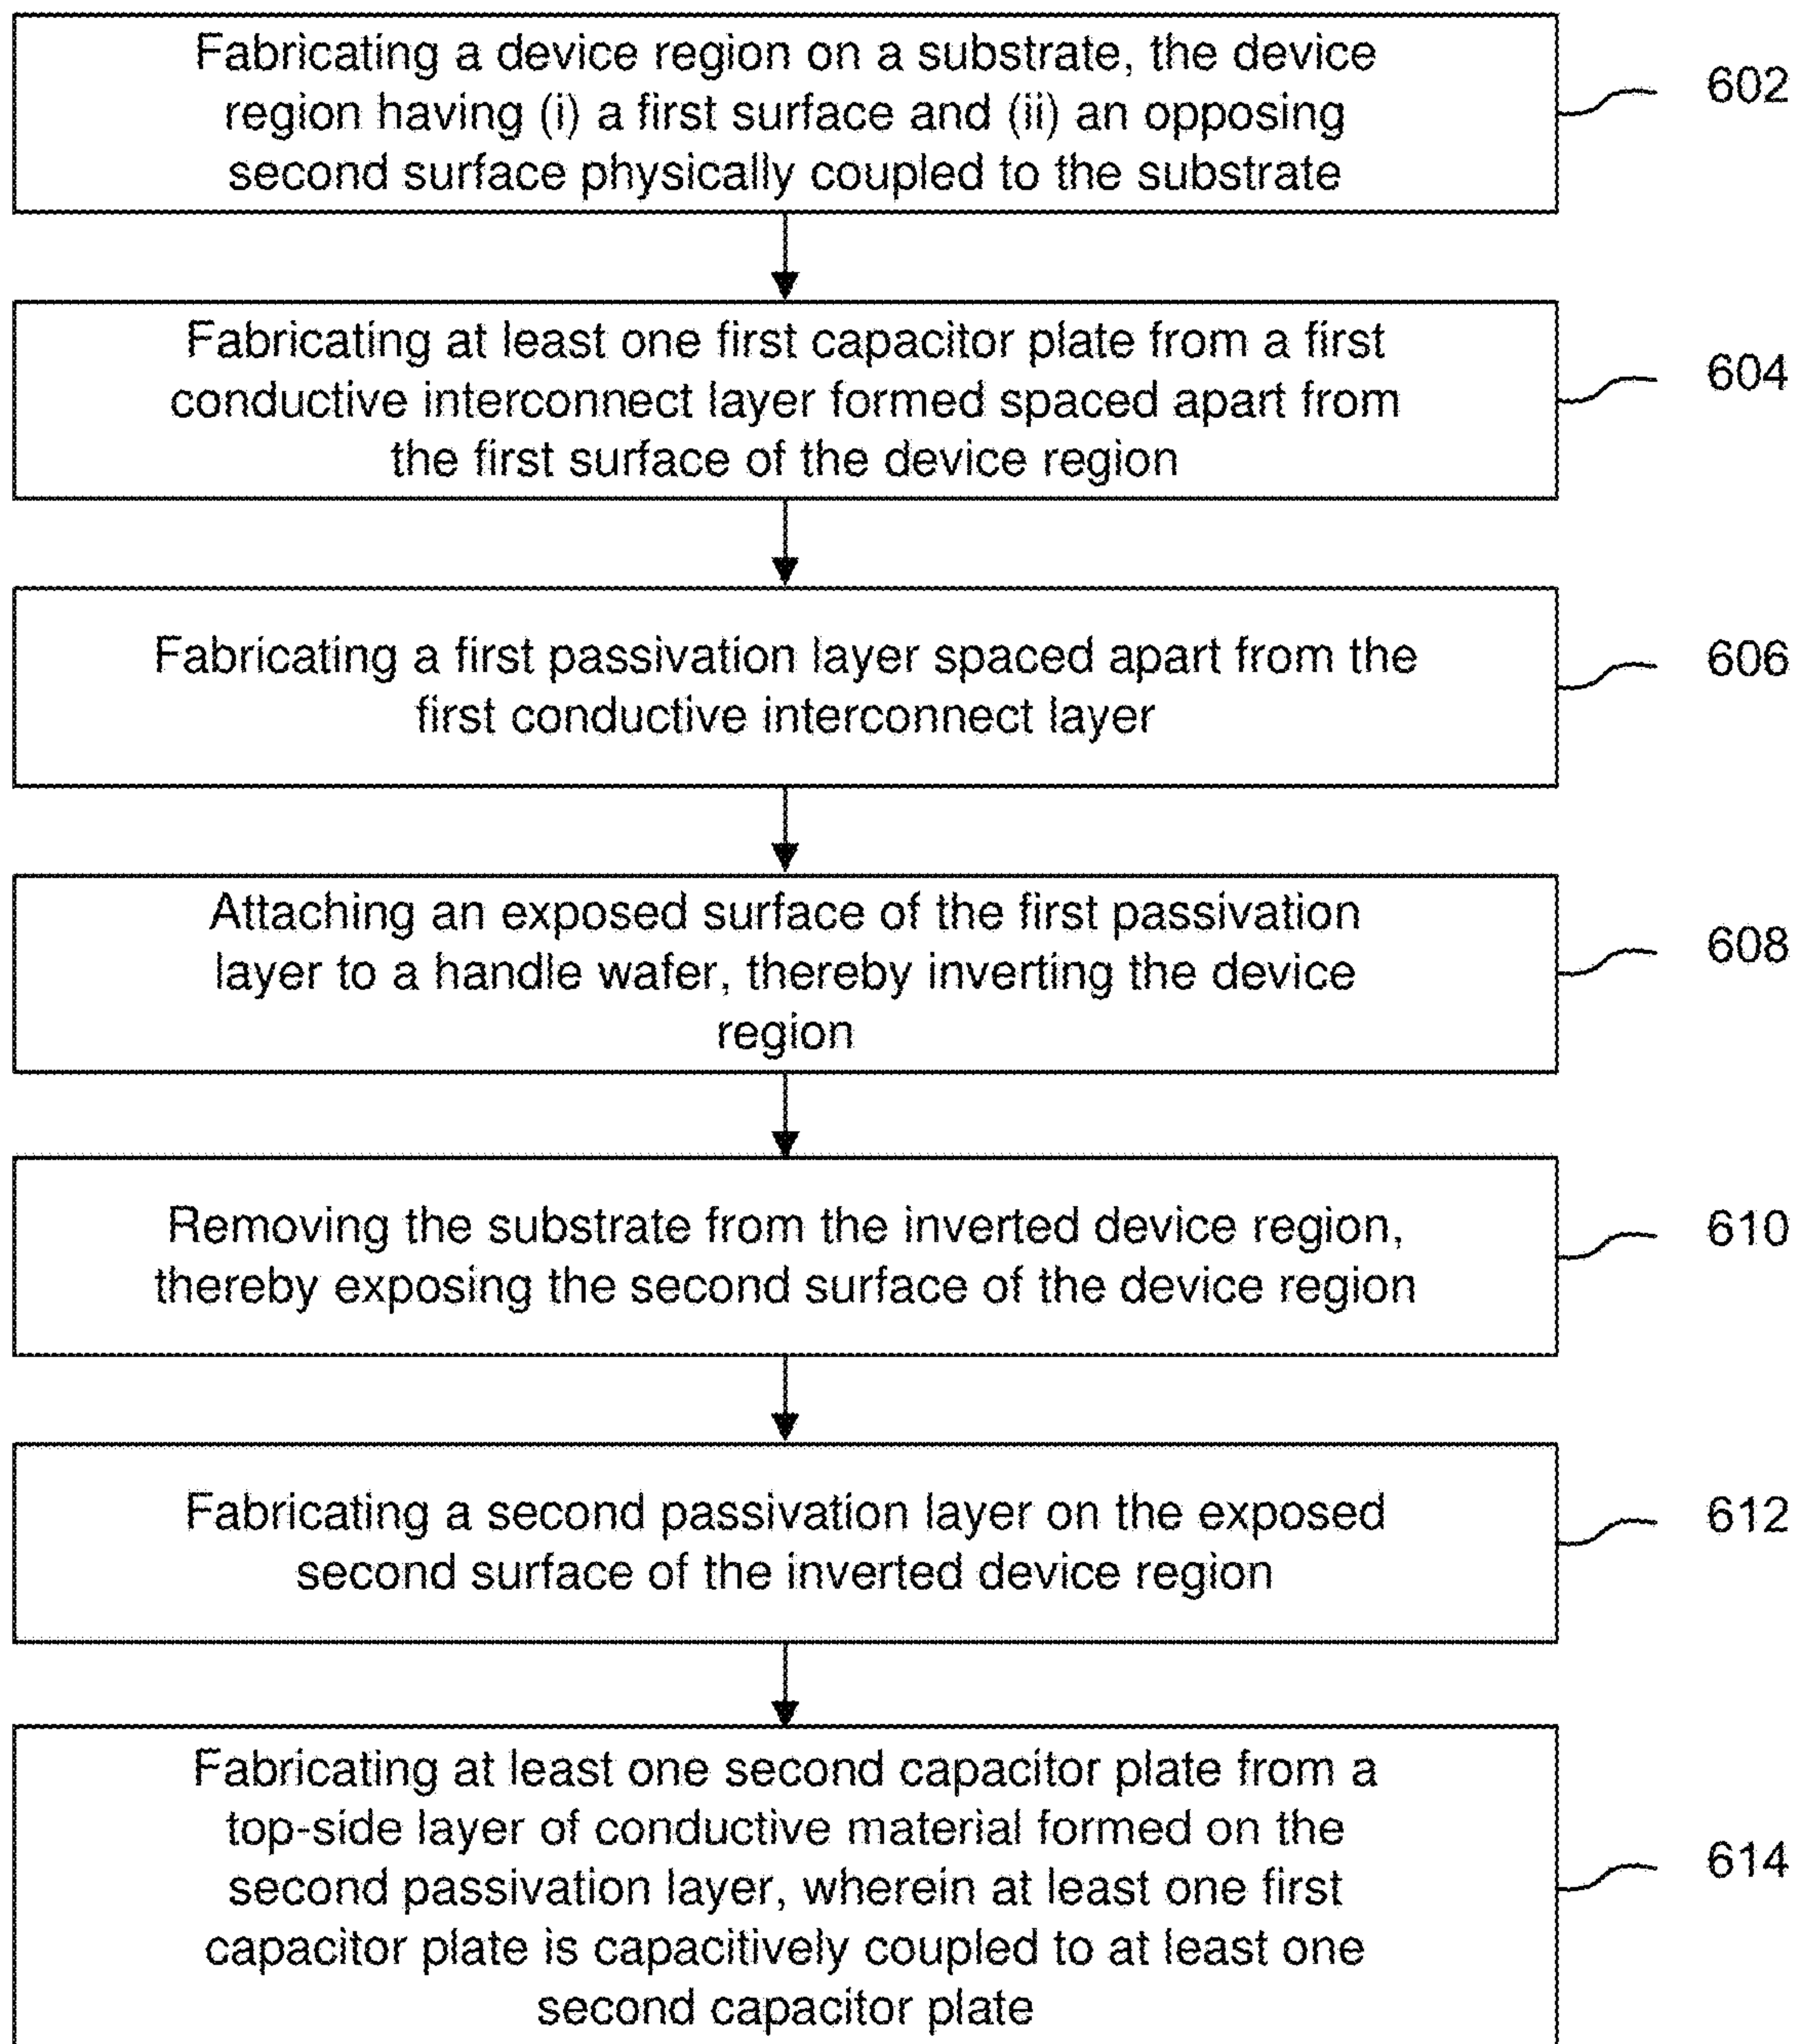 Fabricating a device region on a substrate, the device
region having (i) a first surface and (ii) an opposing
second surface physically coupled to the substrate
602
Fabricating at least one first capacitor plate from a first
conductive interconnect layer formed spaced apart from
the first surface of the device region
604
Fabricating a first passivation layer spaced apart from the
first conductive interconnect layer
606
Attaching an exposed surface of the first passivation
layer to a handle wafer, thereby inverting the device
region
608
Removing the substrate from the inverted device region,
thereby exposing the second surface of the device region
610
Fabricating a second passivation layer on the exposed
second surface of the inverted device region
612
Fabricating at least one second capacitor plate from a
top-side layer of conductive material formed on the
second passivation layer, wherein at least one first
capacitor plate is capacitively coupled to at least one
second capacitor plate
614